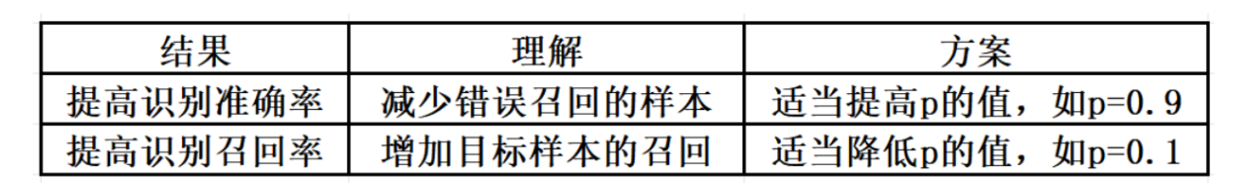 结果 理解 方案
提高识别准确率 减少错误召回的样本 适当提高p的值，如p=0.9
提高识别召回率 增加目标样本的召回 适当降低p的值，如p=0.1